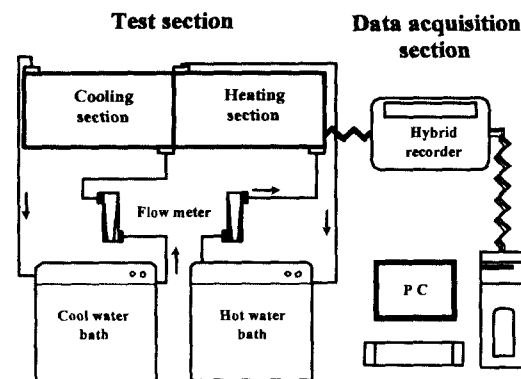 Test section
Data acquisition
section
Cooling
section
Heating
section
Hybrid
recorder
Flow meter
Cool water
bath
Hot water
bath
P C